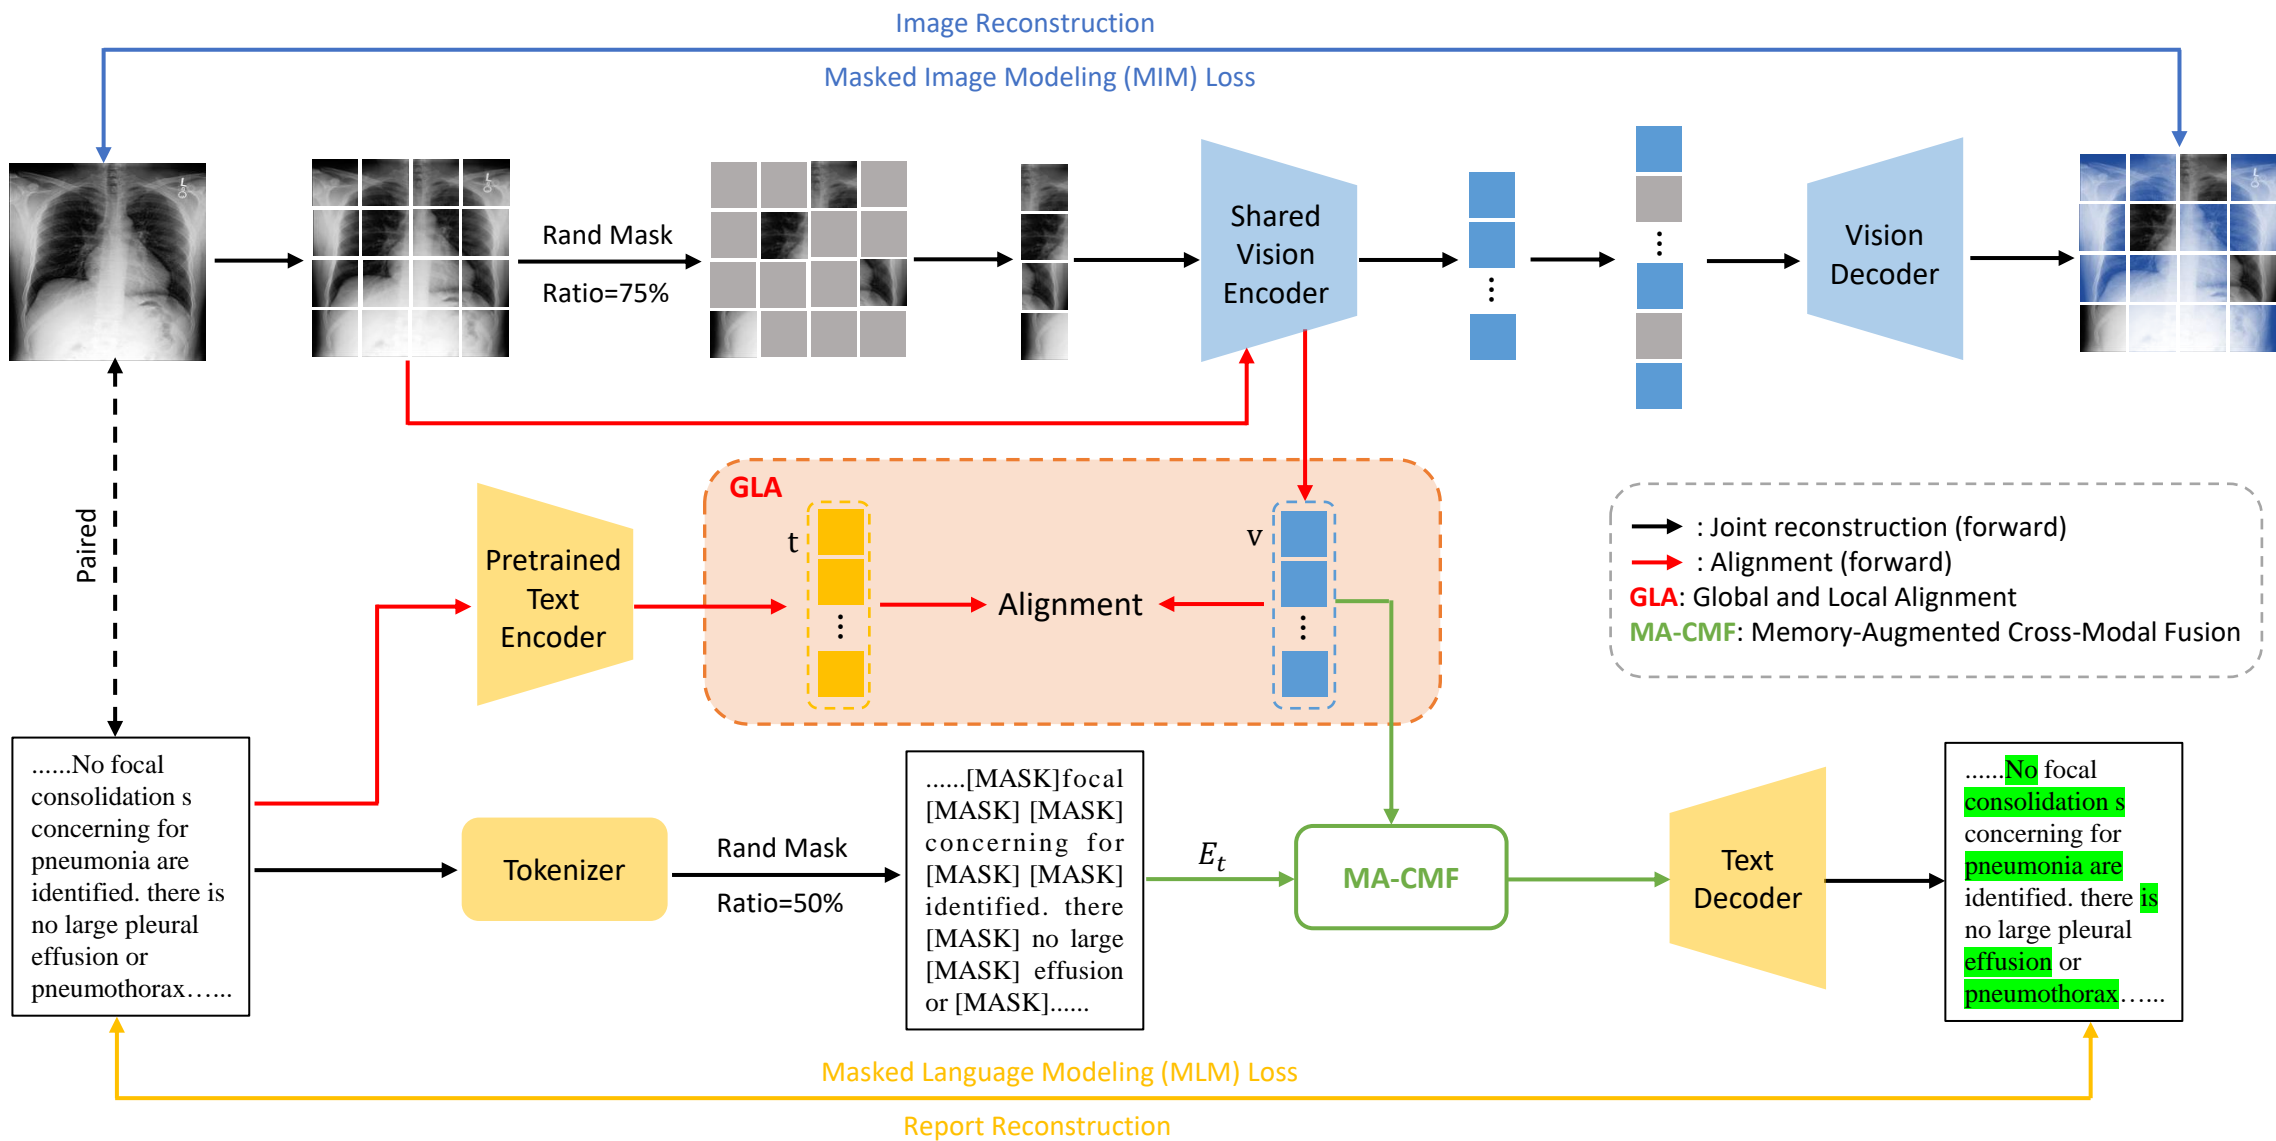 Image Reconstruction
Masked Image Modeling (MIM) Loss
L
Rand Mask
Ratio=75%
Shared
Vision
Encoder
Vision
Decoder
L
Paired
GLA
t
v
Pretrained
Text
Encoder
Alignment
: Joint reconstruction (forward)
: Alignment (forward)
GLA: Global and Local Alignment
MA-CMF: Memory-Augmented Cross-Modal Fusion
......No focal
consolidation s
concerning for
pneumonia are
identified. there is
no large pleural
effusion or
pneumothorax…...
Tokenizer
Rand Mask
Ratio=50%
......[MASK]focal
[MASK] [MASK]
concerning for
[MASK] [MASK]
identified. there
[MASK] no large
[MASK] effusion
or [MASK]......
E_t
MA-CMF
Text
Decoder
......No focal
consolidation s
concerning for
pneumonia are
identified. there is
no large pleural
effusion or
pneumothorax…...
Masked Language Modeling (MLM) Loss
Report Reconstruction